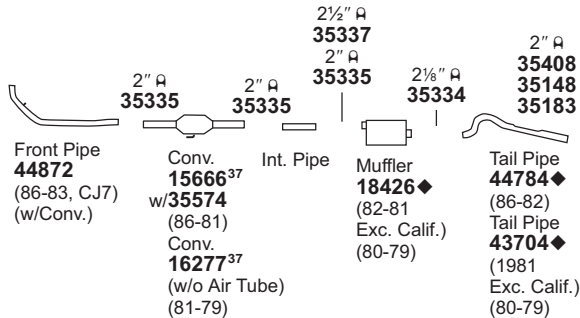 2½″
35337
2″
35335
2″
35335
2″
35335
2⅛″
35334
2″
35408
35148
35183
Front Pipe
44872
(86-83, CJ7)
(w/Conv.)
Conv.
15666³⁷
w/35574
(86-81)
Conv.
16277³⁷
(w/o Air Tube)
(81-79)
Int. Pipe
Muffler
18426◆
(82-81
Exc. Calif.)
(80-79)
Tail Pipe
44784◆
(86-82)
Tail Pipe
43704◆
(1981
Exc. Calif.)
(80-79)